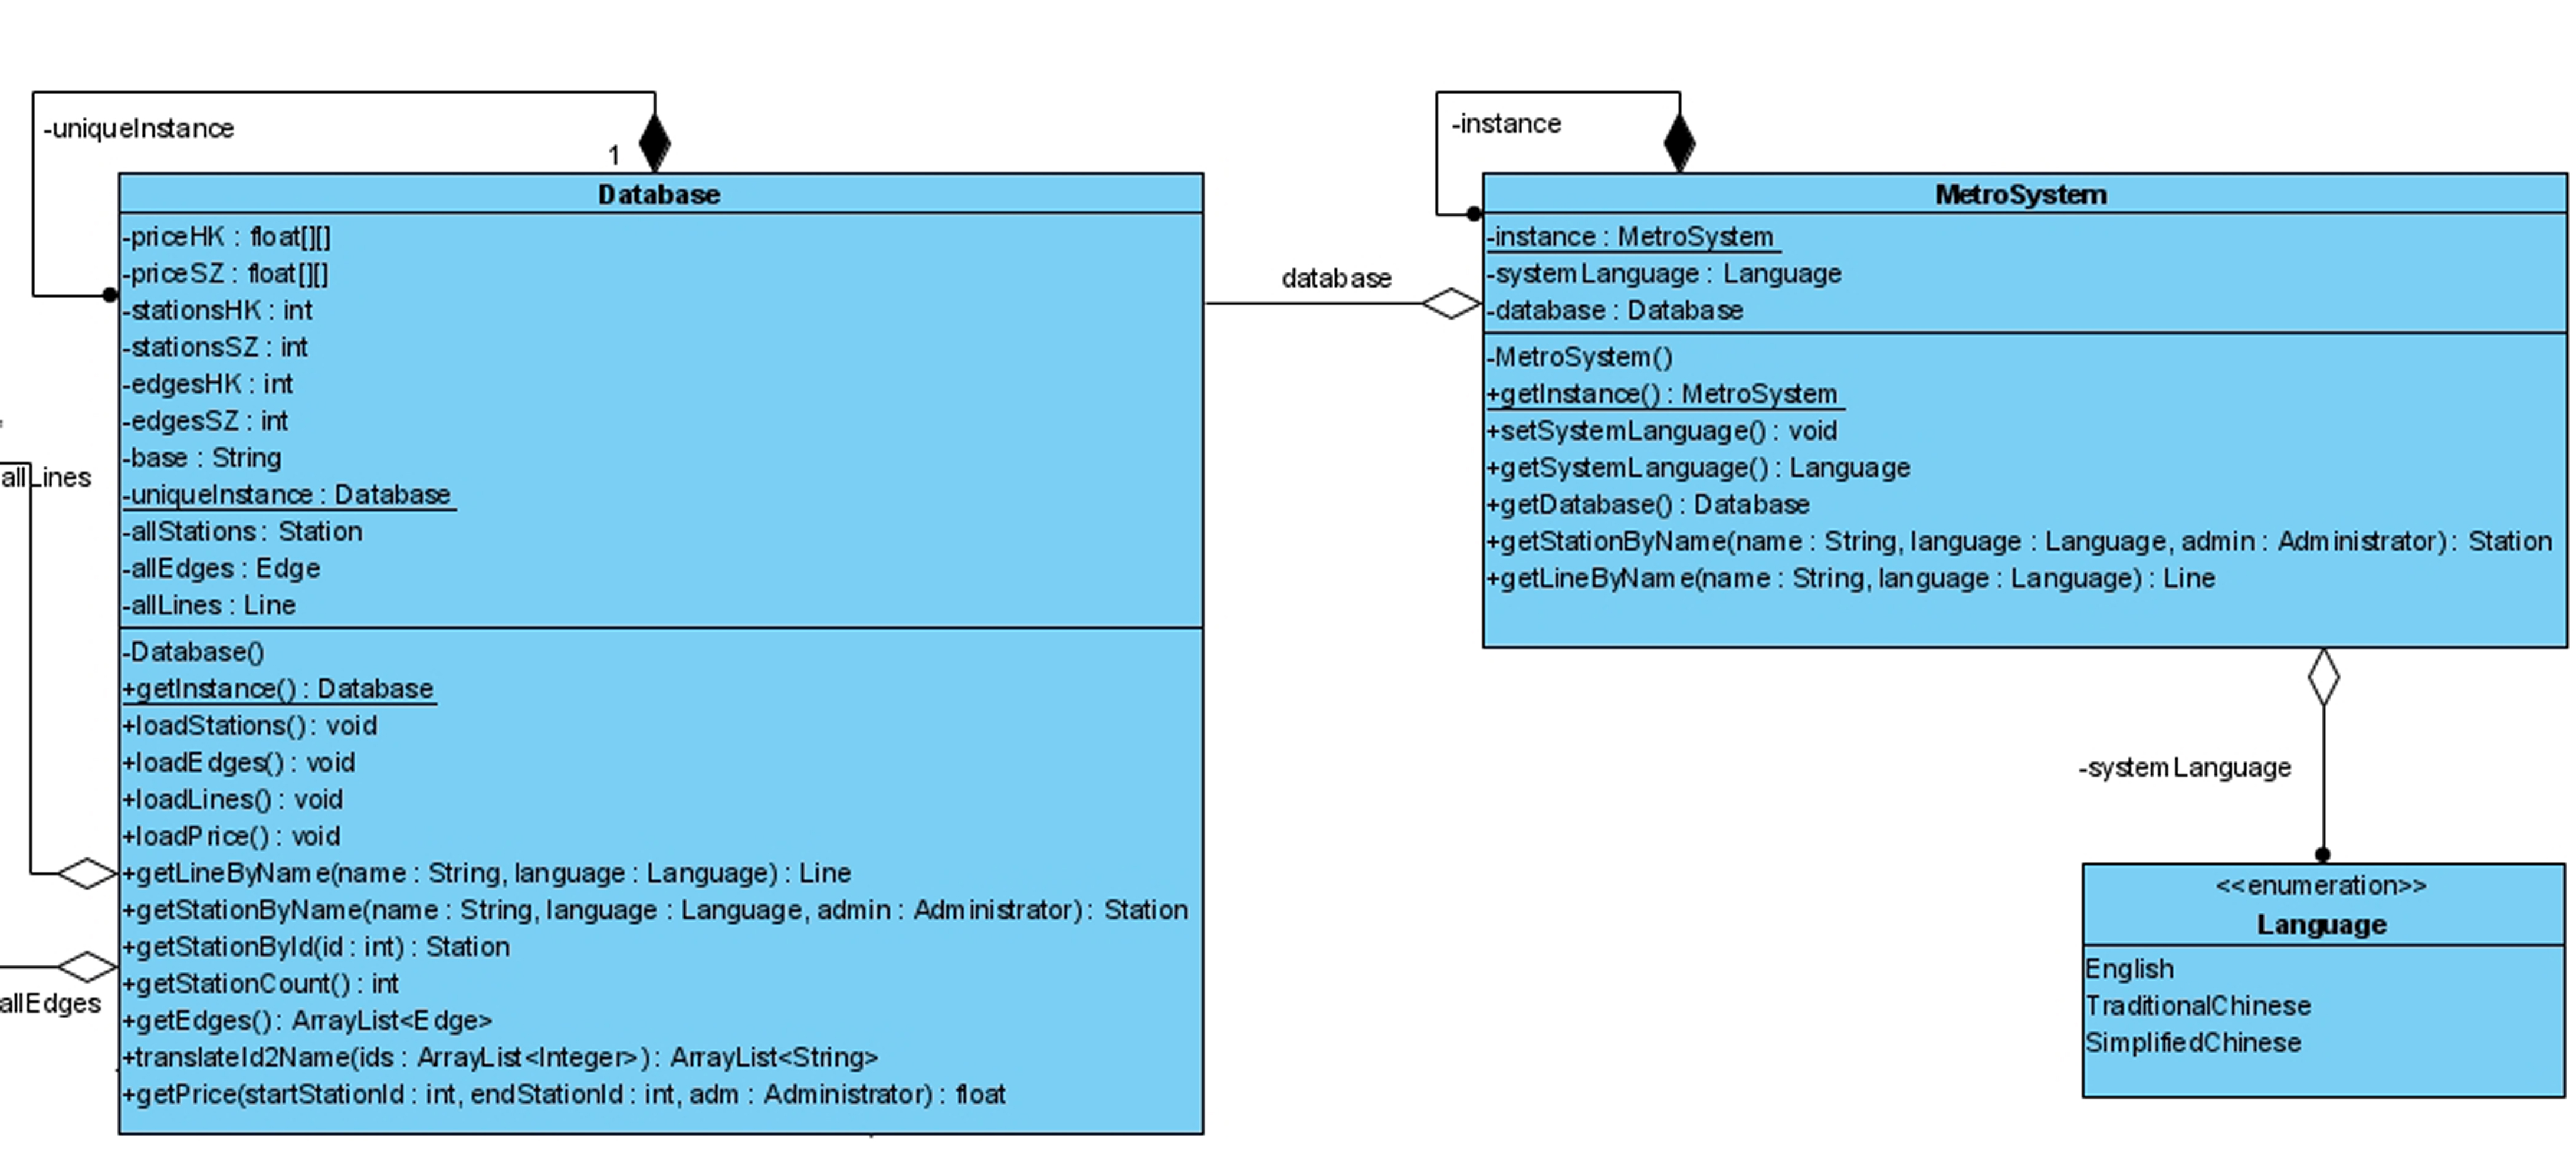 -uniqueInstance
1
Database
-priceHK : float[][]
-priceSZ : float[][]
-stationsHK : int
-stationsSZ : int
-edgesHK : int
-edgesSZ : int
-base : String
-uniqueInstance : Database
-allStations : Station
-allEdges : Edge
-allLines : Line
-Database()
+getInstance() : Database
+loadStations() : void
+loadEdges() : void
+loadLines() : void
+loadPrice() : void
+getLineByName(name : String, language : Language) : Line
+getStationByName(name : String, language : Language, admin : Administrator) : Station
+getStationById(id : int) : Station
+getStationCount() : int
+getEdges() : ArrayList<Edge>
+translateId2Name(ids : ArrayList<Integer>) : ArrayList<String>
+getPrice(startStationId : int, endStationId : int, adm : Administrator) : float
allLines
allEdges
database
-instance
MetroSystem
-instance : MetroSystem
-systemLanguage : Language
-database : Database
-MetroSystem()
+getInstance() : MetroSystem
+setSystemLanguage() : void
+getSystemLanguage() : Language
+getDatabase() : Database
+getStationByName(name : String, language : Language, admin : Administrator) : Station
+getLineByName(name : String, language : Language) : Line
-systemLanguage
<<enumeration>>
Language
English
TraditionalChinese
SimplifiedChinese